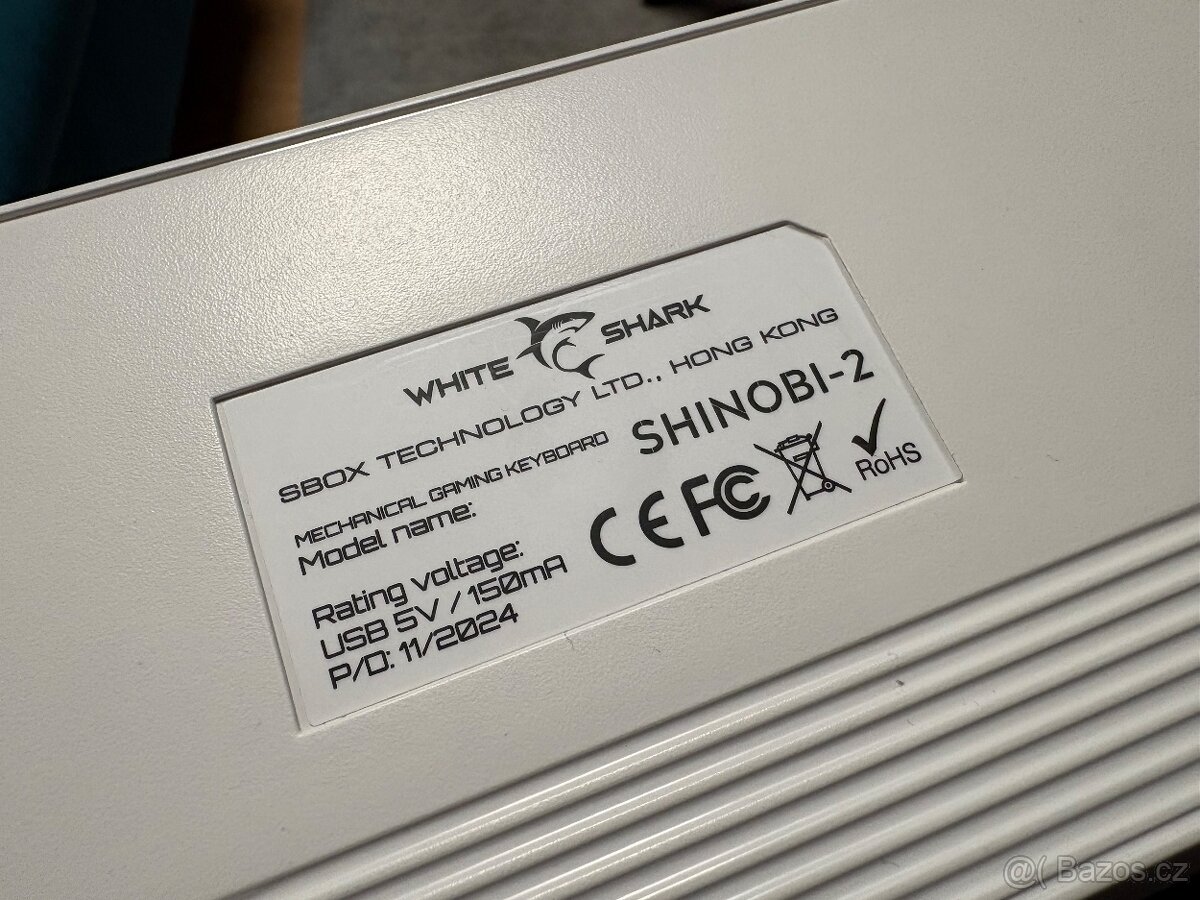 WHITE SHARK
SBOX TECHNOLOGY LTD., HONG KONG
MECHANICAL GAMING KEYBOARD
Model name: SHINOBI-2
Rating voltage:
USB 5V / 150mA
P/D: 11/2024
CE FC RoHS
@( Bazos.cz